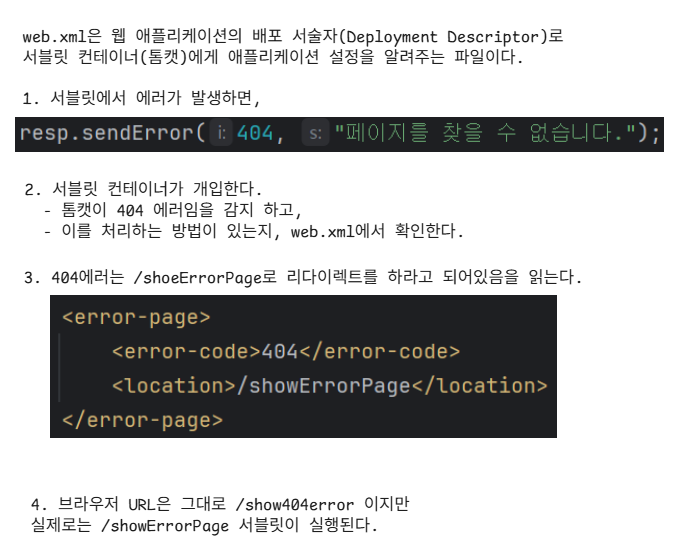 web.xml은 웹 애플리케이션의 배포 서술자(Deployment Descriptor)로
서블릿 컨테이너(톰캣)에게 애플리케이션 설정을 알려주는 파일이다.
1. 서블릿에서 에러가 발생하면,
resp.sendError( i: 404, s: "페이지를 찾을 수 없습니다.");
2. 서블릿 컨테이너가 개입한다.
- 톰캣이 404 에러임을 감지 하고,
- 이를 처리하는 방법이 있는지, web.xml에서 확인한다.
3. 404에러는 /shoeErrorPage로 리다이렉트를 하라고 되어있음을 읽는다.
<error-page>
<error-code>404</error-code>
<location>/showErrorPage</location>
</error-page>
4. 브라우저 URL은 그대로 /show404error 이지만
실제로는 /showErrorPage 서블릿이 실행된다.